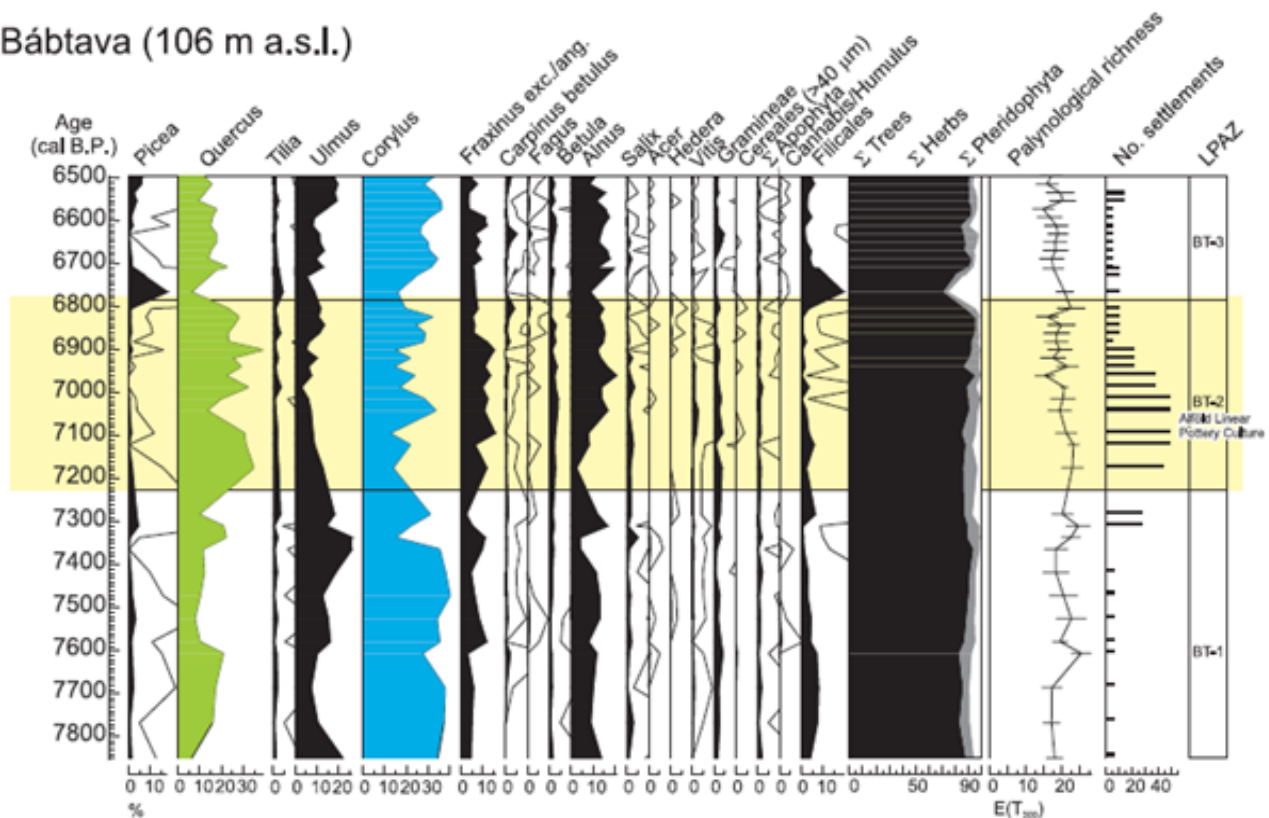 Bábtava (106 m a.s.l.)
Age
(cal B.P.)
Picea
Quercus
Tilia
Ulmus
Corylus
Fraxinus exc./ang.
Carpinus betulus
Fagus
Betula
Alnus
Salix
Acer
Hedera
Vitis
Gramineae
Cereales (>40 μm)
Σ Apophyta
Cannabis/Humulus
Filicales
Σ Trees
Σ Herbs
Σ Pteridophyta
Palynological richness
No. settlements
LPAZ
6500
6600
6700
6800
6900
7000
7100
7200
7300
7400
7500
7600
7700
7800
BT-3
BT-2
Alföld Linear
Pottery Culture
BT-1
0 10 0 10 20 30 0 0 10 20 0 10 20 30 0 10 0 0 0 0 10 0 0 0 0 0 0 0 0 0 10 0 50 90 0 10 20 0 20 40
%
E(T₃₀₀)